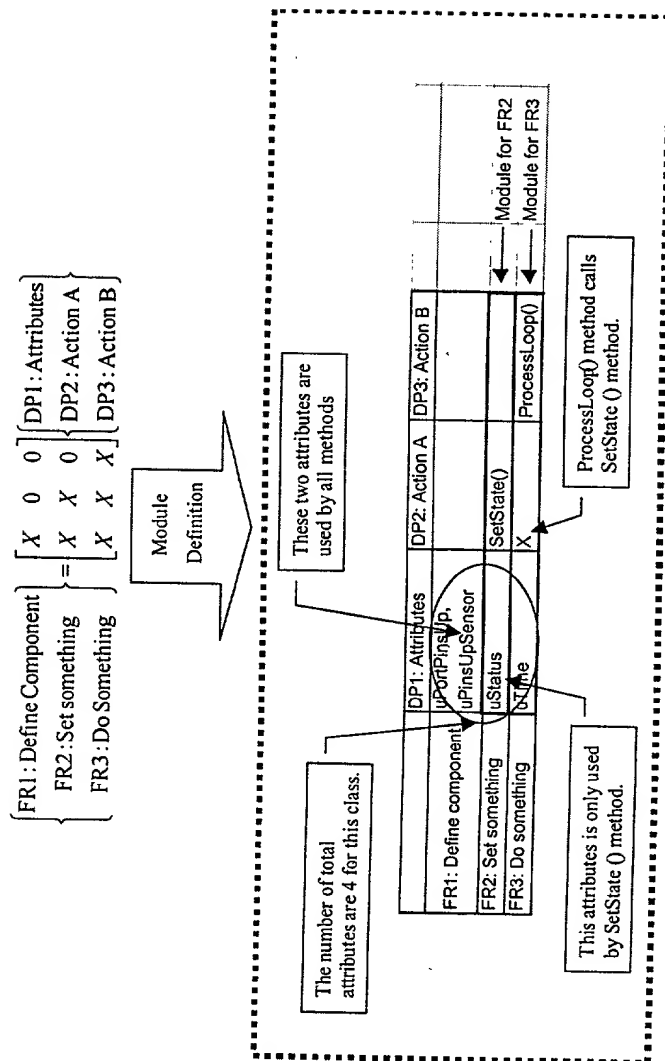 {FR1: Define Component} [X 0 0] {DP1: Attributes}
{FR2: Set something} = [X X 0] {DP2: Action A}
{FR3: Do Something} [X X X] {DP3: Action B}
Module
Definition
The number of total
attributes are 4 for this class.
These two attributes are
used by all methods
DP1: Attributes DP2: Action A DP3: Action B
FR1: Define component uPortPinsUp,
uPinsUpSensor
FR2: Set something uStatus SetState() Module for FR2
FR3: Do something uTime X ProcessLoop() Module for FR3
This attributes is only used
by SetState () method.
ProcessLoop() method calls
SetState () method.